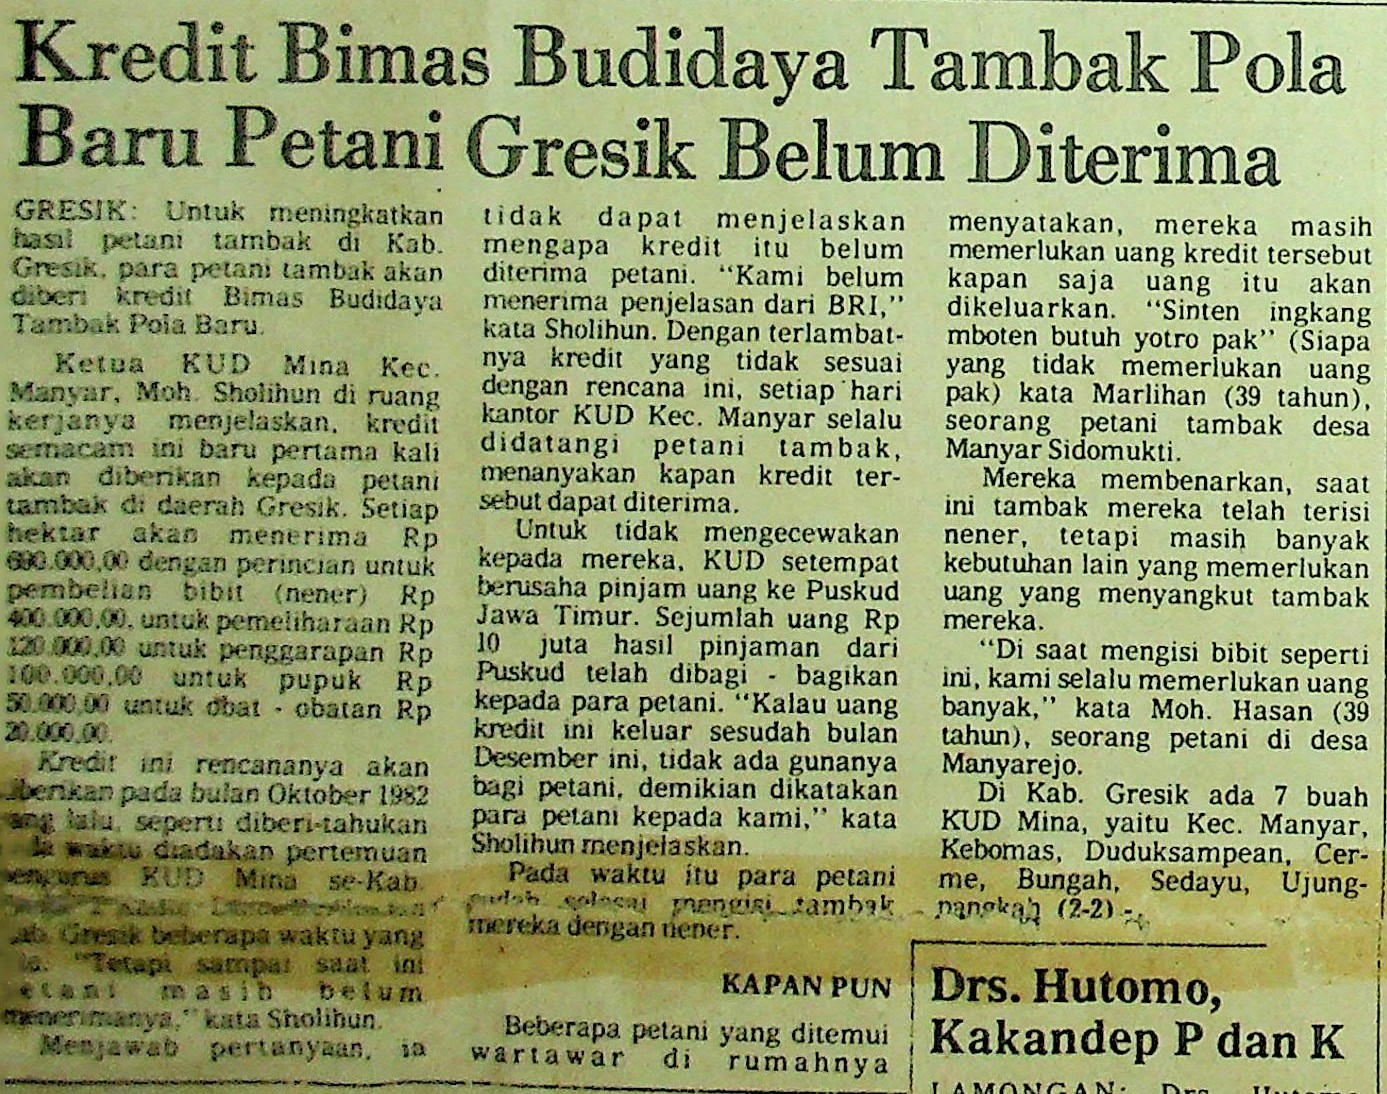 Kredit Bimas Budidaya Tambak Pola
Baru Petani Gresik Belum Diterima
GRESIK: Untuk meningkatkan
hasil petani tambak di Kab.
Gresik, para petani tambak akan
diberi kredit Bimas Budidaya
Tambak Pola Baru.
Ketua KUD Mina Kec.
Manyar, Moh. Sholihun di ruang
kerjanya menjelaskan, kredit
semacam ini baru pertama kali
akan diberikan kepada petani
tambak di daerah Gresik. Setiap
hektar akan menerima Rp
690.000,00 dengan perincian untuk
pembelian bibit (nener) Rp
400.000,00, untuk pemeliharaan Rp
120.000,00 untuk penggarapan Rp
100.000,00 untuk pupuk Rp
50.000,00 untuk obat - obatan Rp
20.000,00.
Kredit ini rencananya akan
diberikan pada bulan Oktober 1982
yang lalu, seperti diberi-tahukan
waktu diadakan pertemuan
pengurus KUD Mina se-Kab.
Gresik beberapa waktu yang
"Tetapi sampai saat ini
petani masih belum
menerimanya," kata Sholihun.
Menjawab pertanyaan, ia
tidak dapat menjelaskan
mengapa kredit itu belum
diterima petani. "Kami belum
menerima penjelasan dari BRI,"
kata Sholihun. Dengan terlambat-
nya kredit yang tidak sesuai
dengan rencana ini, setiap hari
kantor KUD Kec. Manyar selalu
didatangi petani tambak,
menanyakan kapan kredit ter-
sebut dapat diterima.
Untuk tidak mengecewakan
kepada mereka, KUD setempat
berusaha pinjam uang ke Puskud
Jawa Timur. Sejumlah uang Rp
10 juta hasil pinjaman dari
Puskud telah dibagi - bagikan
kepada para petani. "Kalau uang
kredit ini keluar sesudah bulan
Desember ini, tidak ada gunanya
bagi petani, demikian dikatakan
para petani kepada kami," kata
Sholihun menjelaskan.
Pada waktu itu para petani
sudah selesai mengisi tambak
mereka dengan nener.
KAPAN PUN
Beberapa petani yang ditemui
wartawar di rumahnya
menyatakan, mereka masih
memerlukan uang kredit tersebut
kapan saja uang itu akan
dikeluarkan. "Sinten ingkang
mboten butuh yotro pak" (Siapa
yang tidak memerlukan uang
pak) kata Marlihan (39 tahun),
seorang petani tambak desa
Manyar Sidomukti.
Mereka membenarkan, saat
ini tambak mereka telah terisi
nener, tetapi masih banyak
kebutuhan lain yang memerlukan
uang yang menyangkut tambak
mereka.
"Di saat mengisi bibit seperti
ini, kami selalu memerlukan uang
banyak," kata Moh. Hasan (39
tahun), seorang petani di desa
Manyarejo.
Di Kab. Gresik ada 7 buah
KUD Mina, yaitu Kec. Manyar,
Kebomas, Duduksampean, Cer-
me, Bungah, Sedayu, Ujung-
pangkah (2-2) -
Drs. Hutomo,
Kakandep P dan K
LAMONGAN: Drs. Hutomo